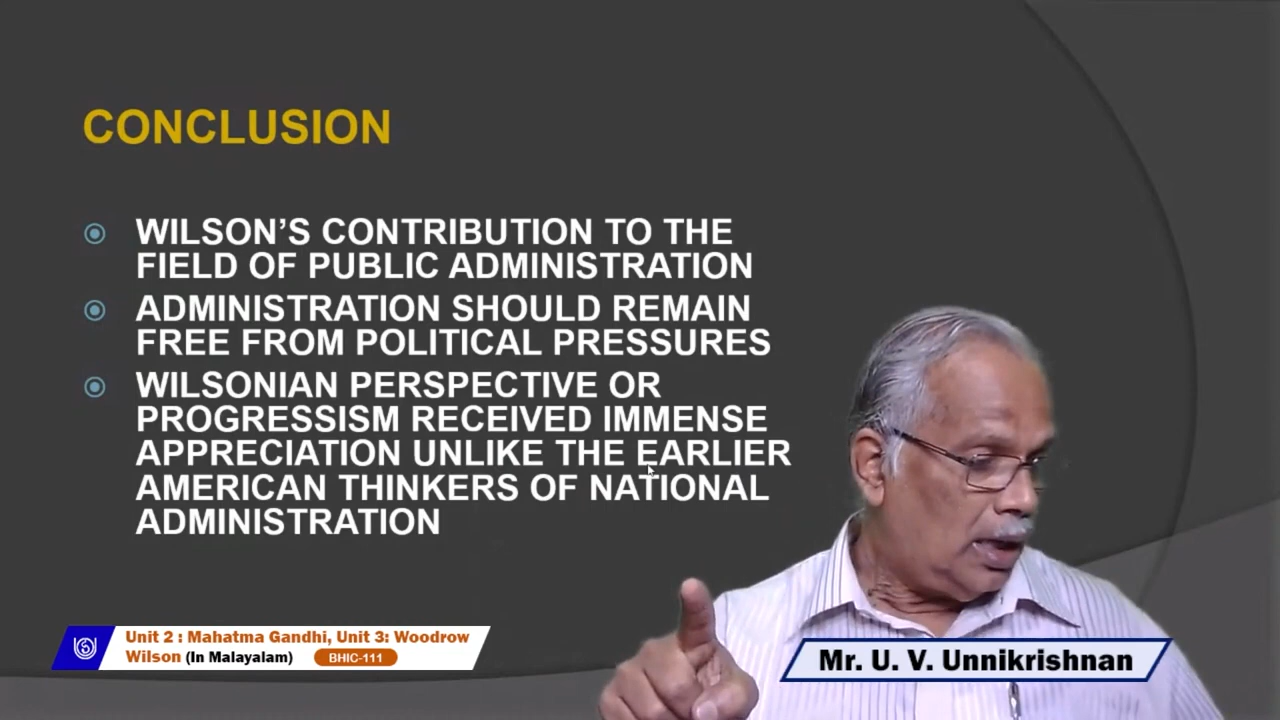 CONCLUSION
WILSON'S CONTRIBUTION TO THE
FIELD OF PUBLIC ADMINISTRATION
ADMINISTRATION SHOULD REMAIN
FREE FROM POLITICAL PRESSURES
WILSONIAN PERSPECTIVE OR
PROGRESSISM RECEIVED IMMENSE
APPRECIATION UNLIKE THE EARLIER
AMERICAN THINKERS OF NATIONAL
ADMINISTRATION
Unit 2 : Mahatma Gandhi, Unit 3: Woodrow
Wilson (In Malayalam) BHIC-111
Mr. U. V. Unnikrishnan